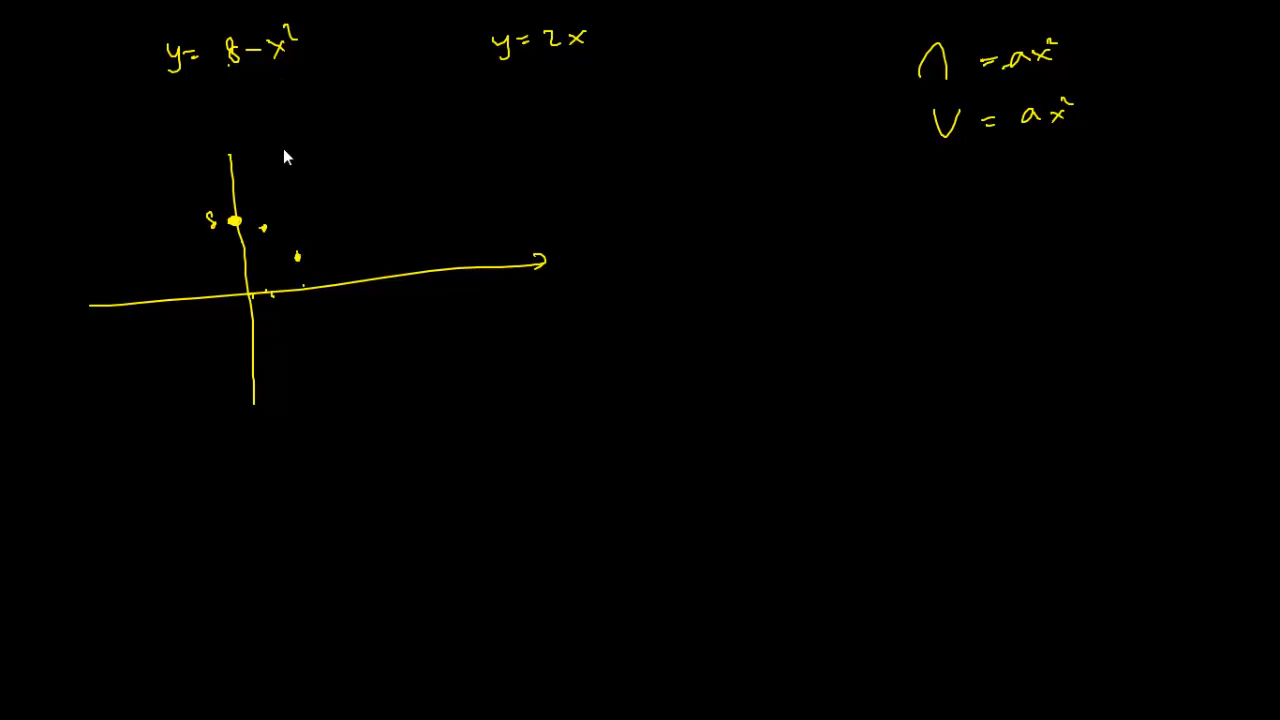 y = 8 - x²
y = 2x
∩ = -ax²
V = ax²
8